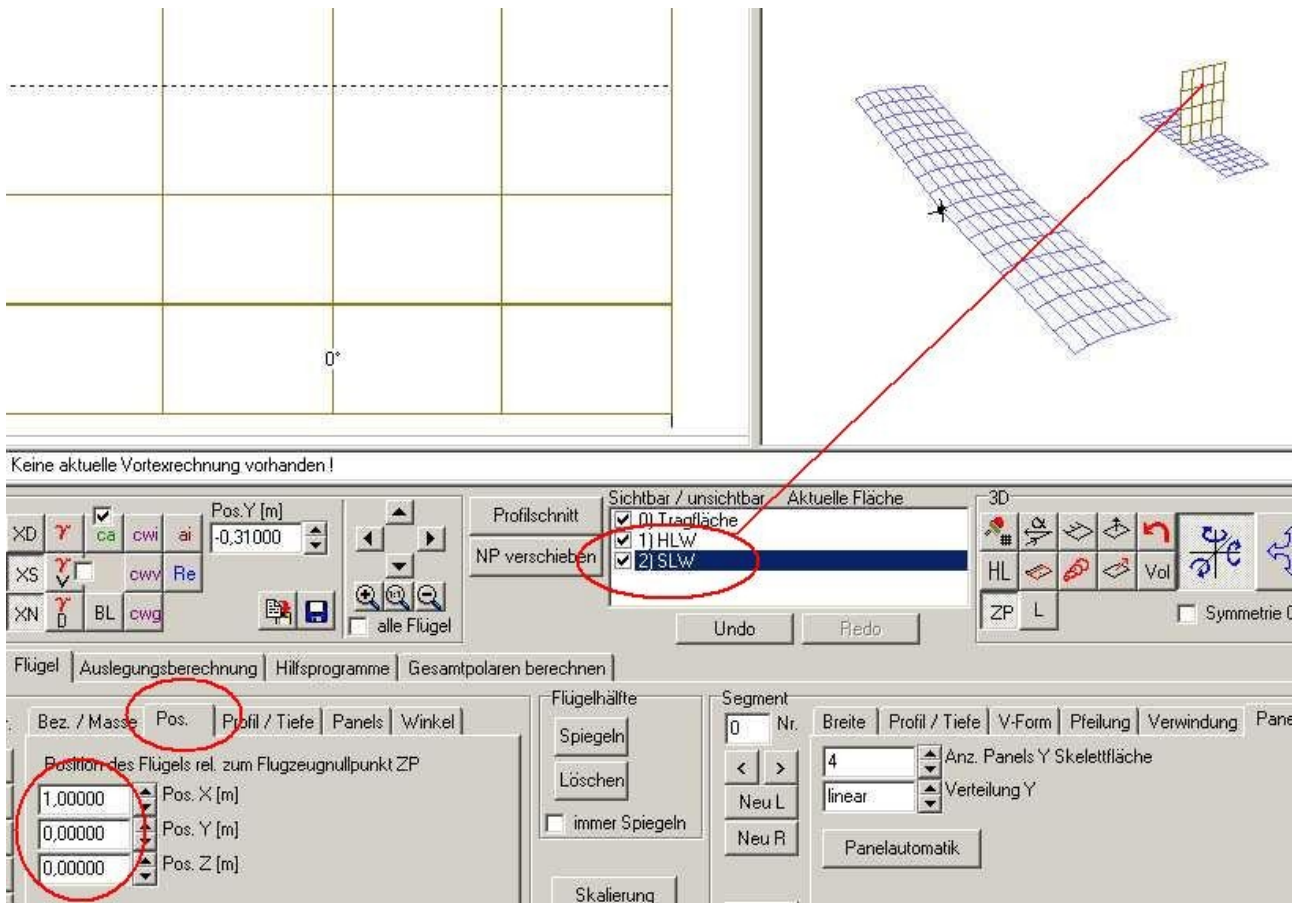 0°
Keine aktuelle Vortexrechnung vorhanden !
Sichtbar / unsichtbar Aktuelle Fläche
3D
XD γ ca cwi ai
Pos.Y [m]
-0,31000
Profilschnitt
0) Tragfläche
1) HLW
2) SLW
XS γ V cwv Re
NP verschieben
HL Vol
XN γ D BL cwg
alle Flügel
ZP L
Symmetrie
Undo Redo
Flügel Auslegungsberechnung Hilfsprogramme Gesamtpolaren berechnen
Bez. / Masse Pos. Profil / Tiefe Panels Winkel
Position des Flügels rel. zum Flugzeugnullpunkt ZP
1,00000 Pos. X [m]
0,00000 Pos. Y [m]
0,00000 Pos. Z [m]
Flügelhälfte
Spiegeln
Löschen
immer Spiegeln
Skalierung
Segment
0 Nr.
< >
Neu L
Neu R
Breite Profil / Tiefe V-Form Pfeilung Verwindung Pane
4 Anz. Panels Y Skelettfläche
linear Verteilung Y
Panelautomatik